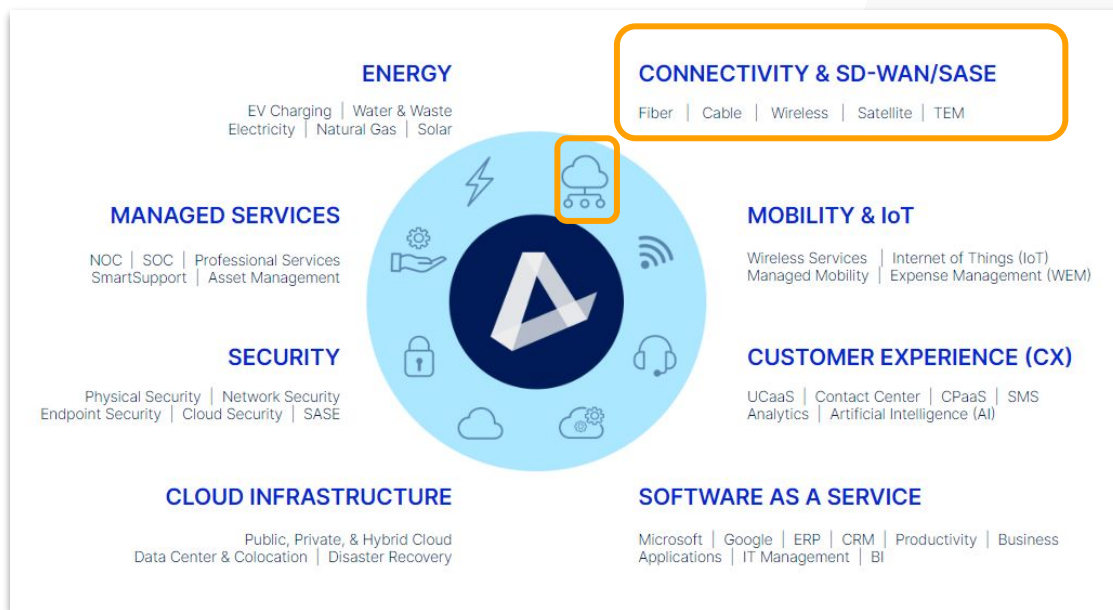 ENERGY
EV Charging | Water & Waste
Electricity | Natural Gas | Solar
CONNECTIVITY & SD-WAN/SASE
Fiber | Cable | Wireless | Satellite | TEM
MANAGED SERVICES
NOC | SOC | Professional Services
SmartSupport | Asset Management
MOBILITY & IoT
Wireless Services | Internet of Things (IoT)
Managed Mobility | Expense Management (WEM)
SECURITY
Physical Security | Network Security
Endpoint Security | Cloud Security | SASE
CUSTOMER EXPERIENCE (CX)
UCaaS | Contact Center | CPaaS | SMS
Analytics | Artificial Intelligence (AI)
CLOUD INFRASTRUCTURE
Public, Private, & Hybrid Cloud
Data Center & Colocation | Disaster Recovery
SOFTWARE AS A SERVICE
Microsoft | Google | ERP | CRM | Productivity | Business
Applications | IT Management | BI